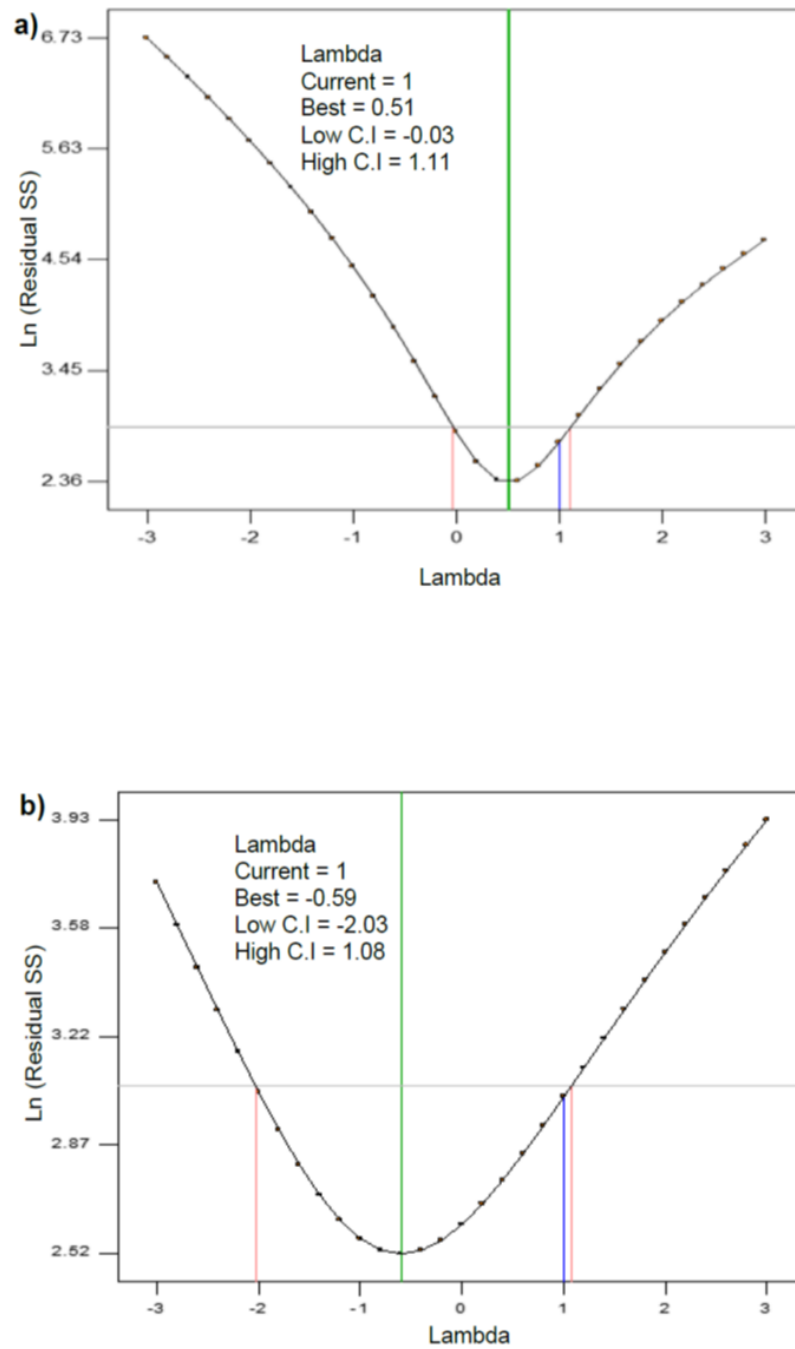 a)
6.73
5.63
4.54
3.45
2.36
Ln (Residual SS)
Lambda
Current = 1
Best = 0.51
Low C.I = -0.03
High C.I = 1.11
-3 -2 -1 0 1 2 3
Lambda
b)
3.93
3.58
3.22
2.87
2.52
Ln (Residual SS)
Lambda
Current = 1
Best = -0.59
Low C.I = -2.03
High C.I = 1.08
-3 -2 -1 0 1 2 3
Lambda